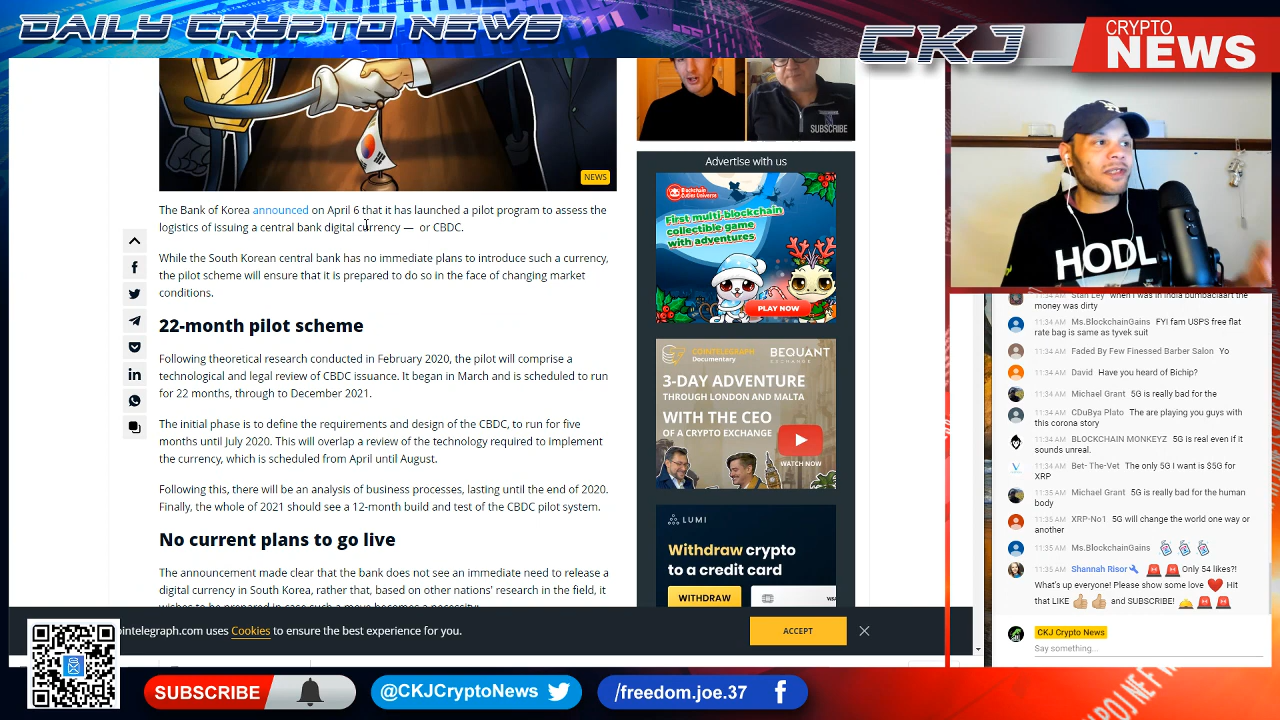 DAILY CRYPTO NEWS
CKJ
CRYPTO
NEWS
NEWS
The Bank of Korea announced on April 6 that it has launched a pilot program to assess the
logistics of issuing a central bank digital currency — or CBDC.
While the South Korean central bank has no immediate plans to introduce such a currency,
the pilot scheme will ensure that it is prepared to do so in the face of changing market
conditions.
22-month pilot scheme
Following theoretical research conducted in February 2020, the pilot will comprise a
technological and legal review of CBDC issuance. It began in March and is scheduled to run
for 22 months, through to December 2021.
The initial phase is to define the requirements and design of the CBDC, to run for five
months until July 2020. This will overlap a review of the technology required to implement
the currency, which is scheduled from April until August.
Following this, there will be an analysis of business processes, lasting until the end of 2020.
Finally, the whole of 2021 should see a 12-month build and test of the CBDC pilot system.
No current plans to go live
The announcement made clear that the bank does not see an immediate need to release a
digital currency in South Korea, rather that, based on other nations' research in the field, it
wishes to be prepared in case such a move becomes a necessity.
SUBSCRIBE
Advertise with us
Blockchain
Cuties Universe
First multi-blockchain
collectible game
with adventures
PLAY NOW
COINTELEGRAPH
Documentary
BEQUANT
EXCHANGE
3-DAY ADVENTURE
THROUGH LONDON AND MALTA
WITH THE CEO
OF A CRYPTO EXCHANGE
WATCH NOW
LUMI
Withdraw crypto
to a credit card
WITHDRAW
VISA
ointelegraph.com uses Cookies to ensure the best experience for you.
ACCEPT
HODL
11:34 AM Stan Ley when I was in India bumbaclaart the
money was dirty
11:34 AM Ms.BlockchainGains FYI fam USPS free flat
rate bag is same as tyvek suit
11:34 AM Faded By Few Finessed Barber Salon Yo
11:34 AM David Have you heard of Bichip?
11:34 AM Michael Grant 5G is really bad for the
11:34 AM CDuBya Plato The are playing you guys with
this corona story
11:34 AM BLOCKCHAIN MONKEYZ 5G is real even if it
sounds unreal.
11:34 AM Bet- The-Vet The only 5G I want is $5G for
XRP
11:35 AM Michael Grant 5G is really bad for the human
body
11:35 AM XRP-No1 5G will change the world one way or
another
11:35 AM Ms.BlockchainGains
11:35 AM Shannah Risor Only 54 likes?!
What's up everyone! Please show some love Hit
that LIKE and SUBSCRIBE!
CKJ Crypto News
Say something...
SUBSCRIBE
@CKJCryptoNews
/freedom.joe.37